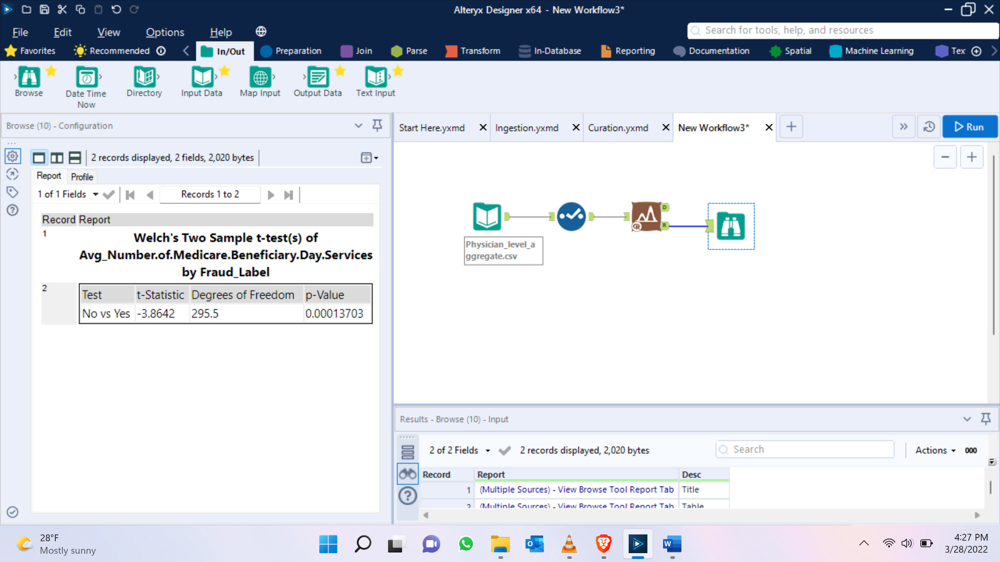 Alteryx Designer x64 - New Workflow3*
File Edit View Options Help
Search for tools, help, and resources
Favorites Recommended In/Out Preparation Join Parse Transform In-Database Reporting Documentation Spatial Machine Learning Tex
Browse
Date Time
Now
Directory
Input Data
Map Input
Output Data
Text Input
Browse (10) - Configuration
2 records displayed, 2 fields, 2,020 bytes
Report Profile
1 of 1 Fields Records 1 to 2
Record Report
1
Welch's Two Sample t-test(s) of
Avg_Number.of.Medicare.Beneficiary.Day.Services
by Fraud_Label
2
Test t-Statistic Degrees of Freedom p-Value
No vs Yes -3.8642 295.5 0.00013703
Start Here.yxmd Ingestion.yxmd Curation.yxmd New Workflow3*
Run
D
R
R
Physician_level_a
ggregate.csv
Results - Browse (10) - Input
2 of 2 Fields 2 records displayed, 2,020 bytes Search Actions 000
Record Report Desc
1 (Multiple Sources) - View Browse Tool Report Tab Title
2 (Multiple Sources) - View Browse Tool Report Tab Table
28°F
Mostly sunny
4:27 PM
3/28/2022